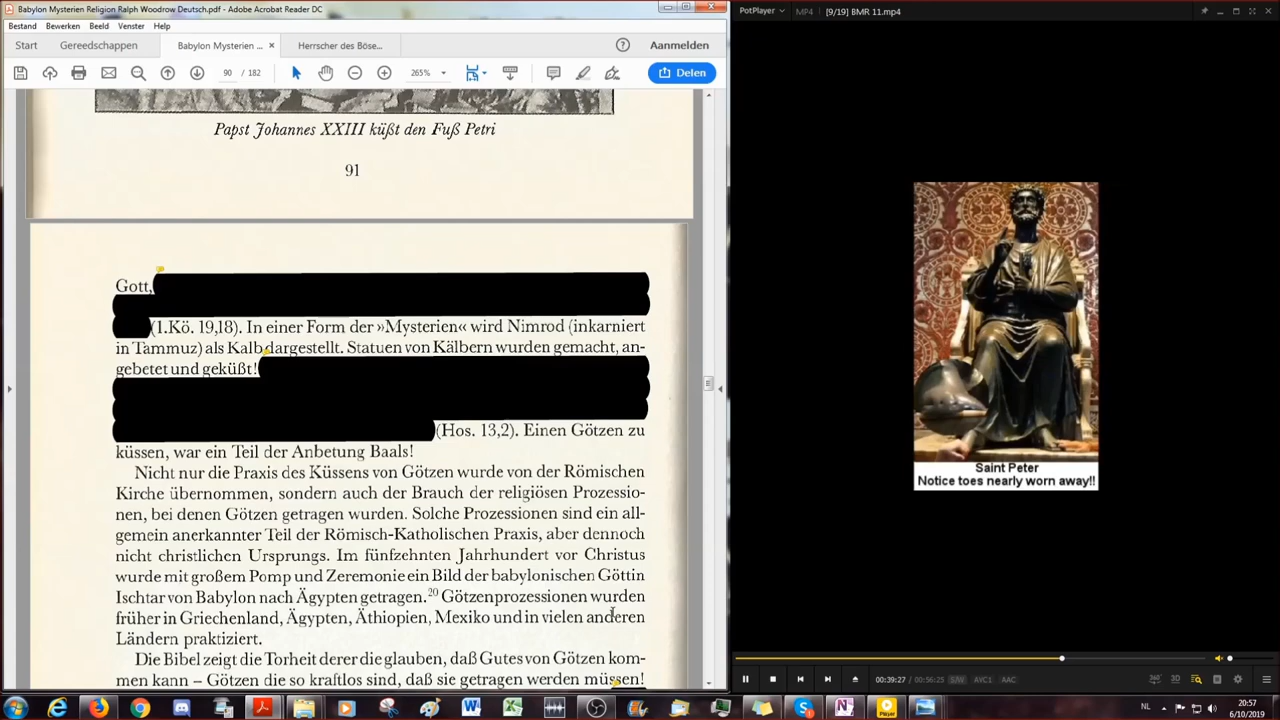 Babylon Mysterien Religion Ralph Woodrow Deutsch.pdf - Adobe Acrobat Reader DC
Bestand Bewerken Beeld Venster Help
Start Gereedschappen Babylon Mysterien ... × Herrscher des Böse... Aanmelden
90 / 182 265% Delen
Papst Johannes XXIII küßt den Fuß Petri
91
Gott,
(1.Kö. 19,18). In einer Form der »Mysterien« wird Nimrod (inkarniert
in Tammuz) als Kalb dargestellt. Statuen von Kälbern wurden gemacht, an-
gebetet und geküßt!
(Hos. 13,2). Einen Götzen zu
küssen, war ein Teil der Anbetung Baals!
Nicht nur die Praxis des Küssens von Götzen wurde von der Römischen
Kirche übernommen, sondern auch der Brauch der religiösen Prozessio-
nen, bei denen Götzen getragen wurden. Solche Prozessionen sind ein all-
gemein anerkannter Teil der Römisch-Katholischen Praxis, aber dennoch
nicht christlichen Ursprungs. Im fünfzehnten Jahrhundert vor Christus
wurde mit großem Pomp und Zeremonie ein Bild der babylonischen Göttin
Ischtar von Babylon nach Ägypten getragen.20 Götzenprozessionen wurden
früher in Griechenland, Ägypten, Äthiopien, Mexiko und in vielen anderen
Ländern praktiziert.
Die Bibel zeigt die Torheit derer die glauben, daß Gutes von Götzen kom-
men kann – Götzen die so kraftlos sind, daß sie getragen werden müssen!
PotPlayer MP4 [9/19] BMR 11.mp4
Saint Peter
Notice toes nearly worn away!!
00:39:27 / 00:56:25 S/W AVC1 AAC
360° 3D
NL 20:57
6/10/2019